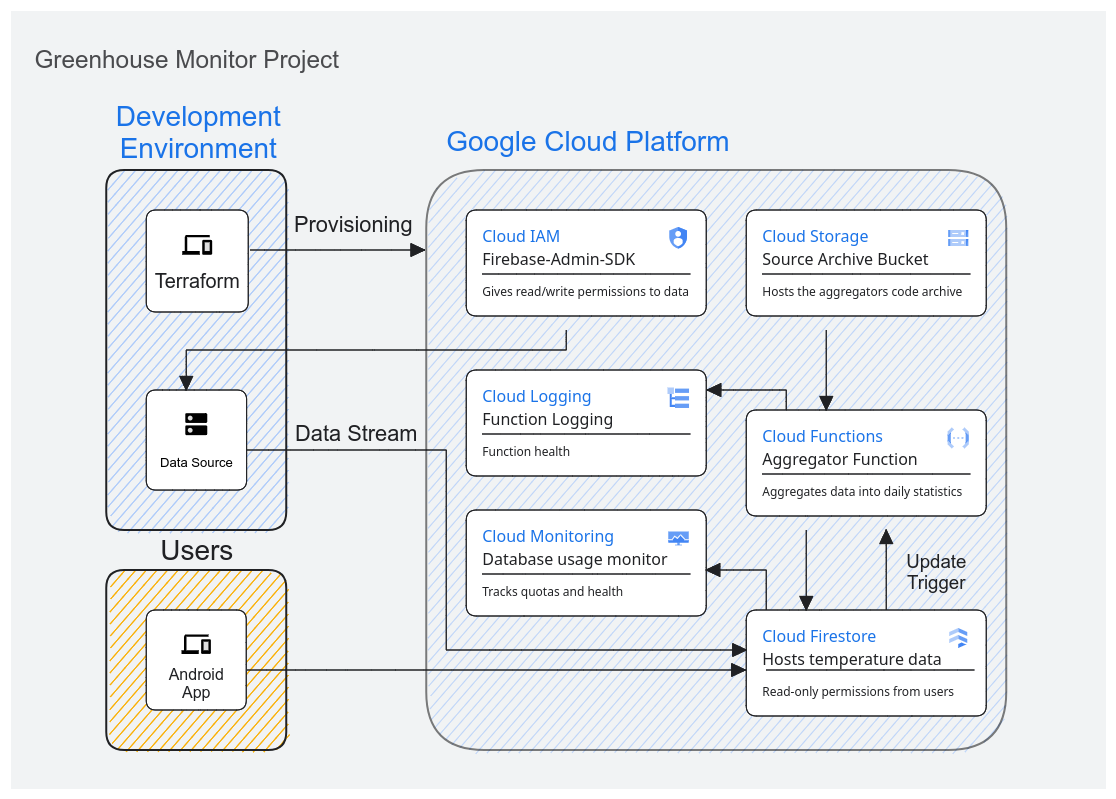 Greenhouse Monitor Project
Development
Environment
Terraform
Data Source
Provisioning
Data Stream
Users
Android
App
Google Cloud Platform
Cloud IAM
Firebase-Admin-SDK
Gives read/write permissions to data
Cloud Storage
Source Archive Bucket
Hosts the aggregators code archive
Cloud Logging
Function Logging
Function health
Cloud Functions
Aggregator Function
Aggregates data into daily statistics
Cloud Monitoring
Database usage monitor
Tracks quotas and health
Update
Trigger
Cloud Firestore
Hosts temperature data
Read-only permissions from users